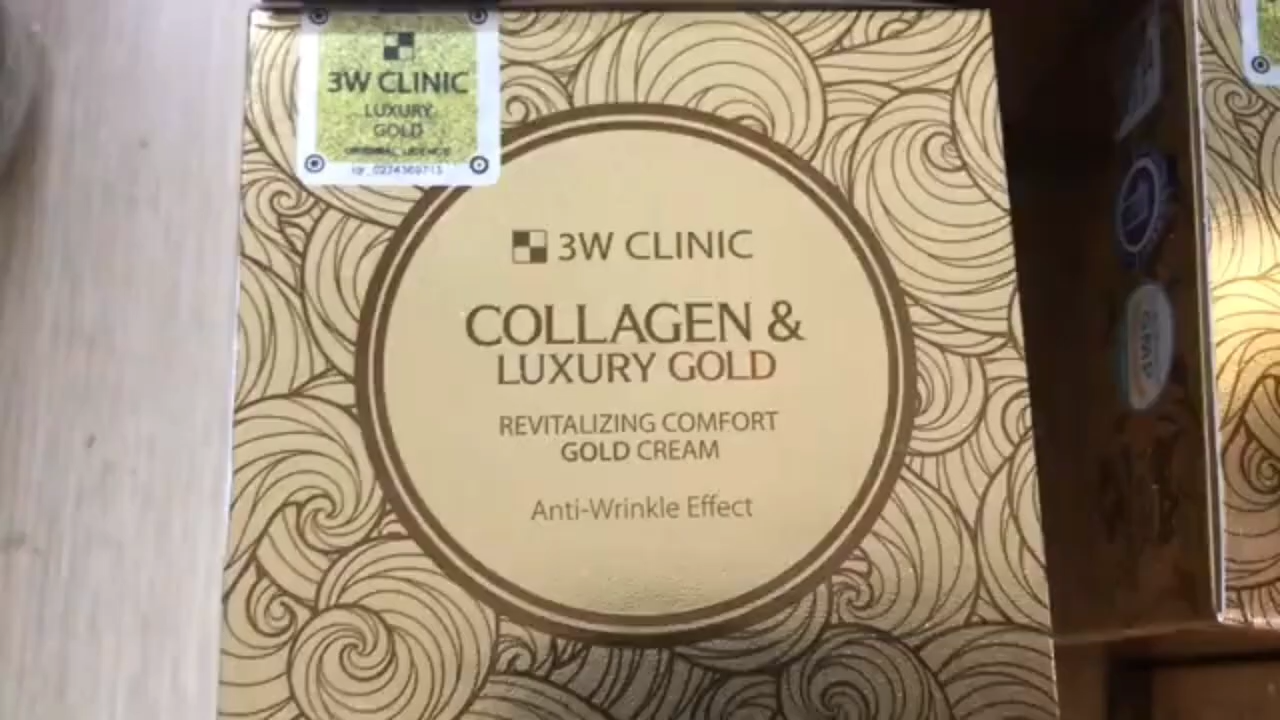 3W CLINIC
LUXURY
GOLD
3W CLINIC
COLLAGEN &
LUXURY GOLD
REVITALIZING COMFORT
GOLD CREAM
Anti-Wrinkle Effect